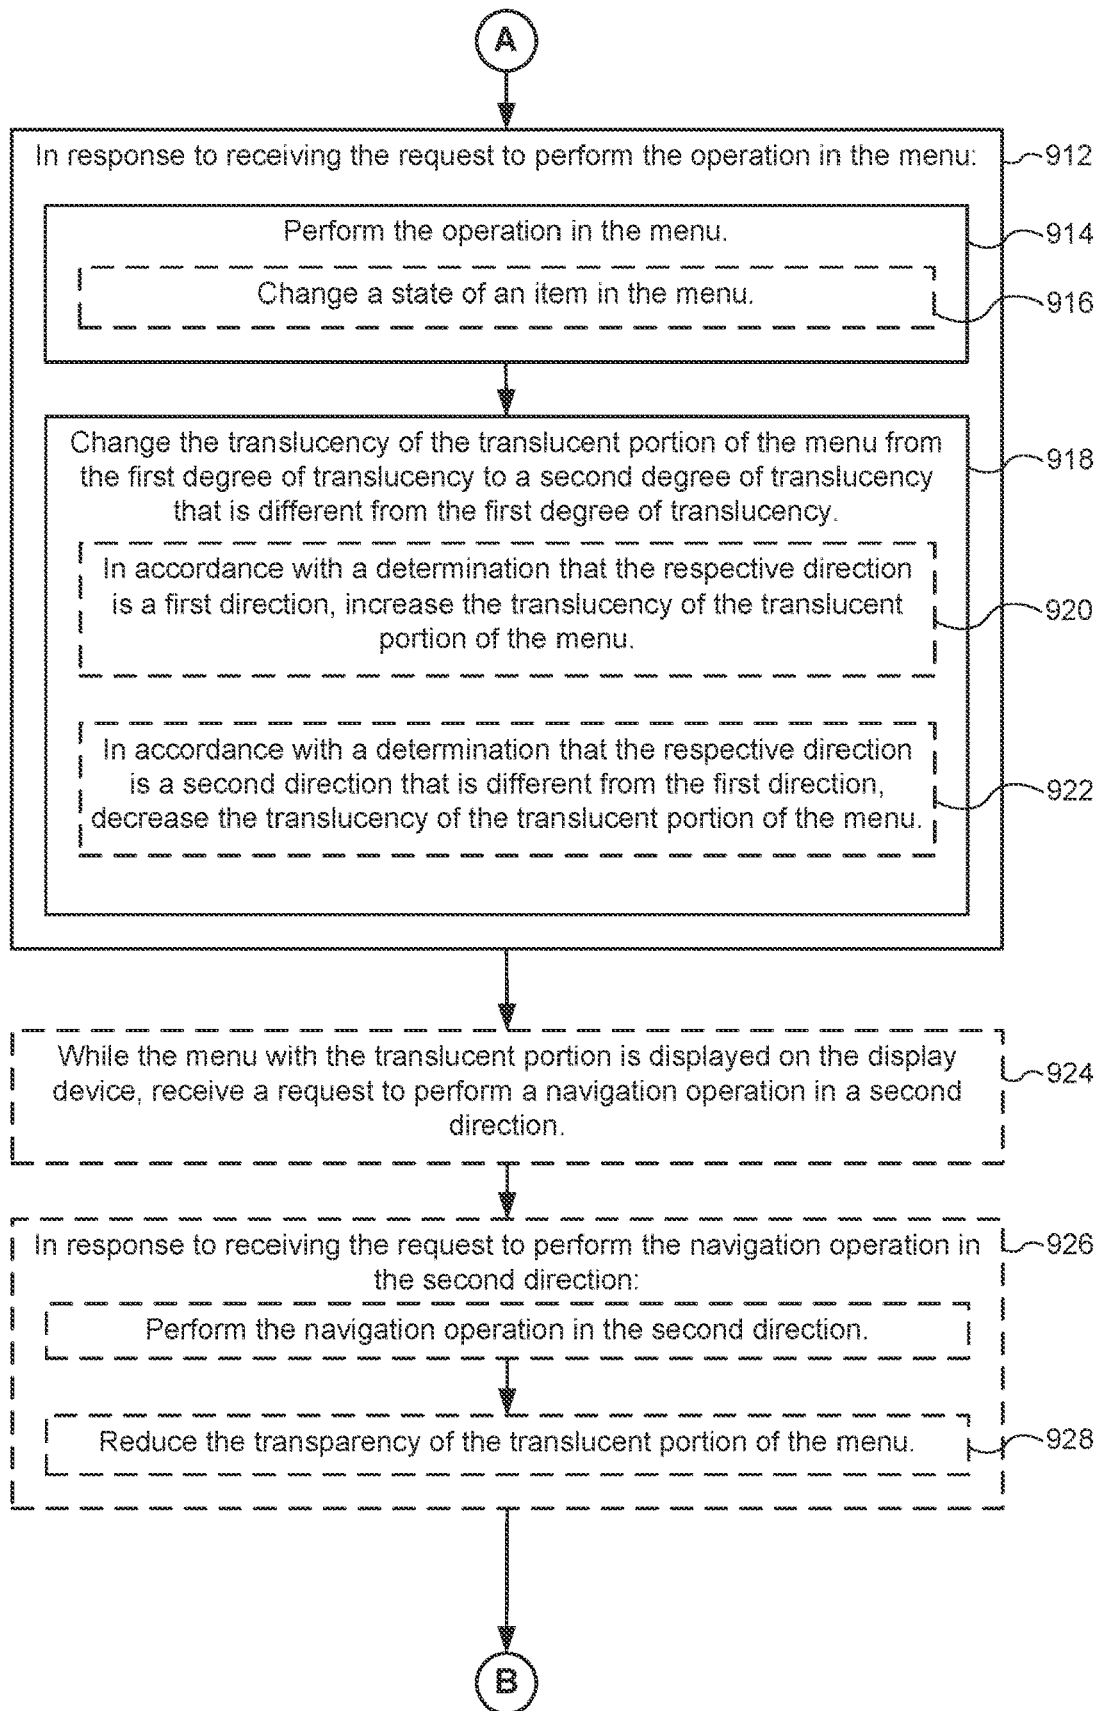 A
In response to receiving the request to perform the operation in the menu:
912
Perform the operation in the menu.
914
Change a state of an item in the menu.
916
Change the translucency of the translucent portion of the menu from
the first degree of translucency to a second degree of translucency
that is different from the first degree of translucency.
918
In accordance with a determination that the respective direction
is a first direction, increase the translucency of the translucent
portion of the menu.
920
In accordance with a determination that the respective direction
is a second direction that is different from the first direction,
decrease the translucency of the translucent portion of the menu.
922
While the menu with the translucent portion is displayed on the display
device, receive a request to perform a navigation operation in a second
direction.
924
In response to receiving the request to perform the navigation operation in
the second direction:
926
Perform the navigation operation in the second direction.
Reduce the transparency of the translucent portion of the menu.
928
B